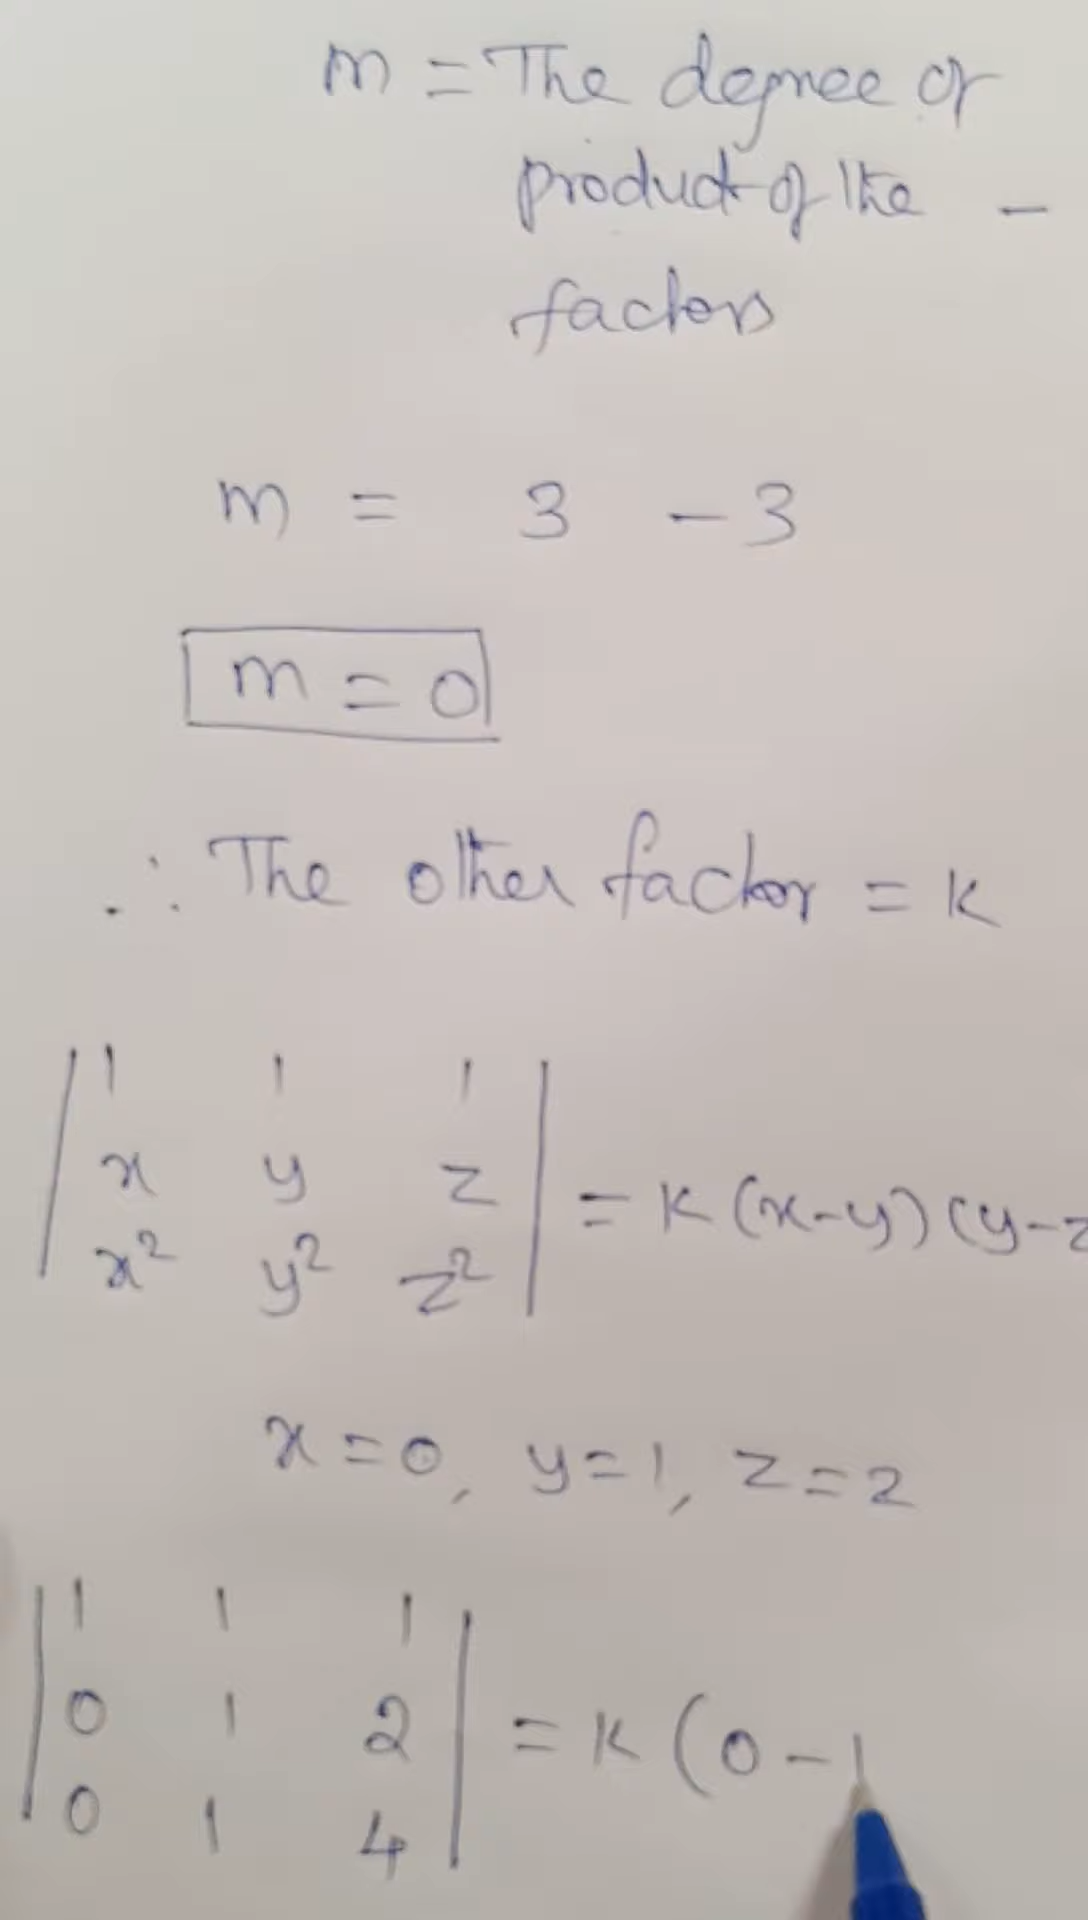 m = The degree of
product of the -
factors
m = 3 - 3
m = 0
∴ The other factor = k
| 1 1 1 |
| x y z | = k (x-y) (y-z
| x² y² z² |
x = 0, y = 1, z = 2
| 1 1 1 |
| 0 1 2 | = k (0 - 1
| 0 1 4 |